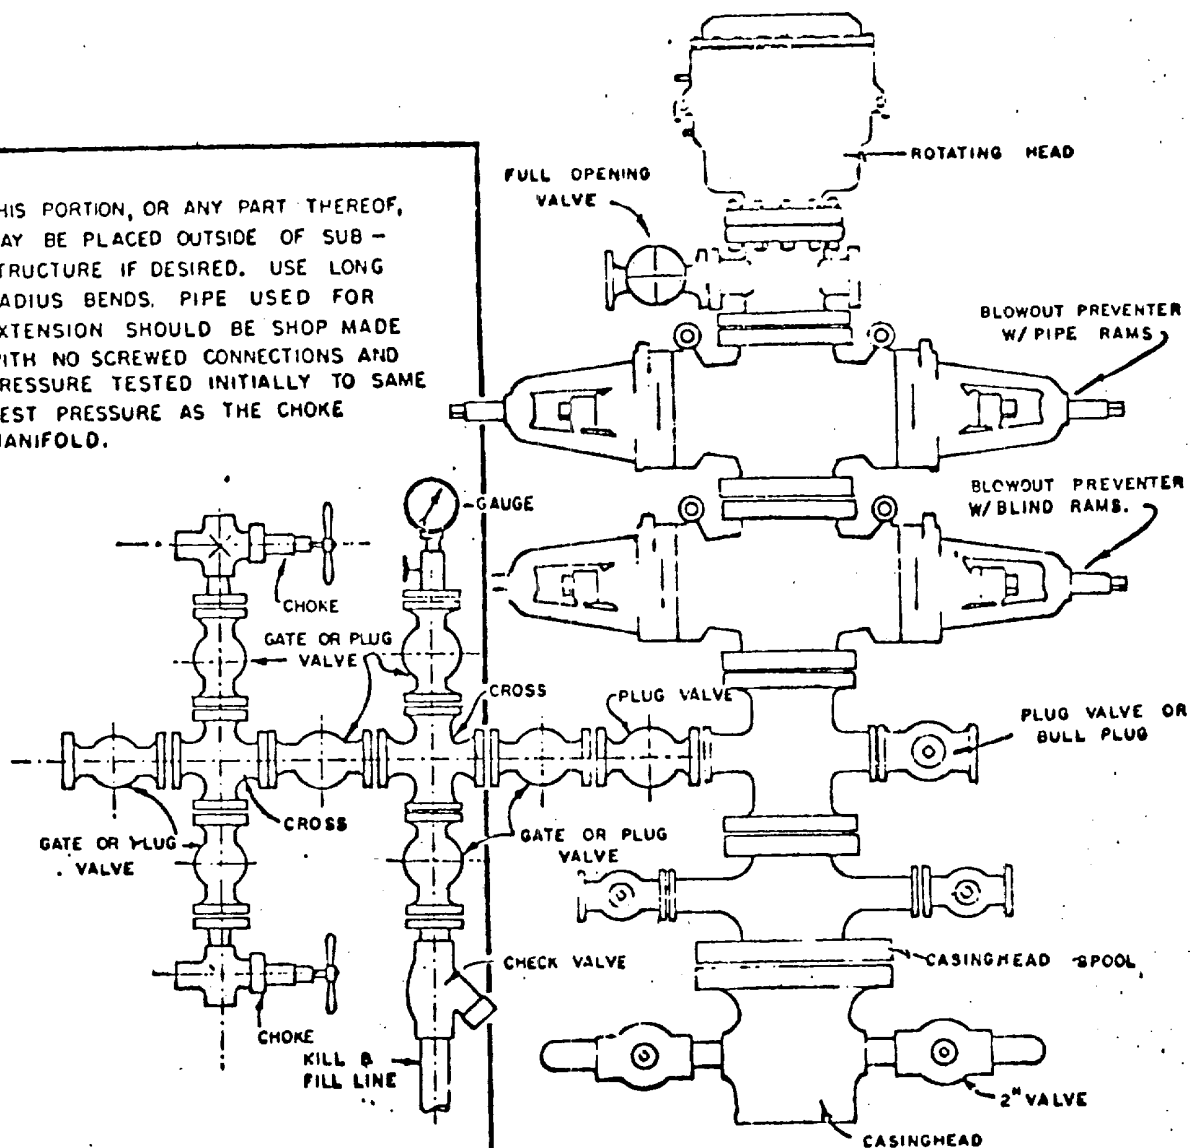 ROTATING HEAD
FULL OPENING
VALVE
HIS PORTION, OR ANY PART THEREOF,
AY BE PLACED OUTSIDE OF SUB-
TRUCTURE IF DESIRED. USE LONG
ADIUS BENDS. PIPE USED FOR
XTENSION SHOULD BE SHOP MADE
ITH NO SCREWED CONNECTIONS AND
RESSURE TESTED INITIALLY TO SAME
EST PRESSURE AS THE CHOKE
ANIFOLD.
BLOWOUT PREVENTER
W/ PIPE RAMS
BLOWOUT PREVENTER
W/ BLIND RAMS.
GAUGE
CHOKE
GATE OR PLUG
VALVE
CROSS
PLUG VALVE
PLUG VALVE OR
BULL PLUG
CROSS
GATE OR PLUG
VALVE
GATE OR PLUG
VALVE
CHECK VALVE
CASINGHEAD SPOOL
CHOKE
KILL &
FILL LINE
2" VALVE
CASINGHEAD